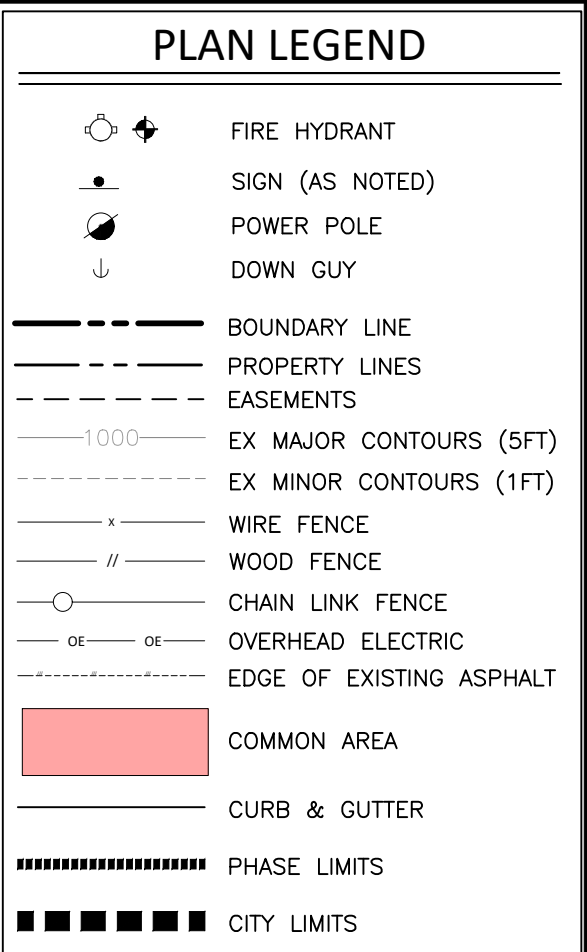 PLAN LEGEND
FIRE HYDRANT
SIGN (AS NOTED)
POWER POLE
DOWN GUY
BOUNDARY LINE
PROPERTY LINES
EASEMENTS
1000 EX MAJOR CONTOURS (5FT)
EX MINOR CONTOURS (1FT)
x WIRE FENCE
// WOOD FENCE
CHAIN LINK FENCE
OE OE OVERHEAD ELECTRIC
EDGE OF EXISTING ASPHALT
COMMON AREA
CURB & GUTTER
PHASE LIMITS
CITY LIMITS